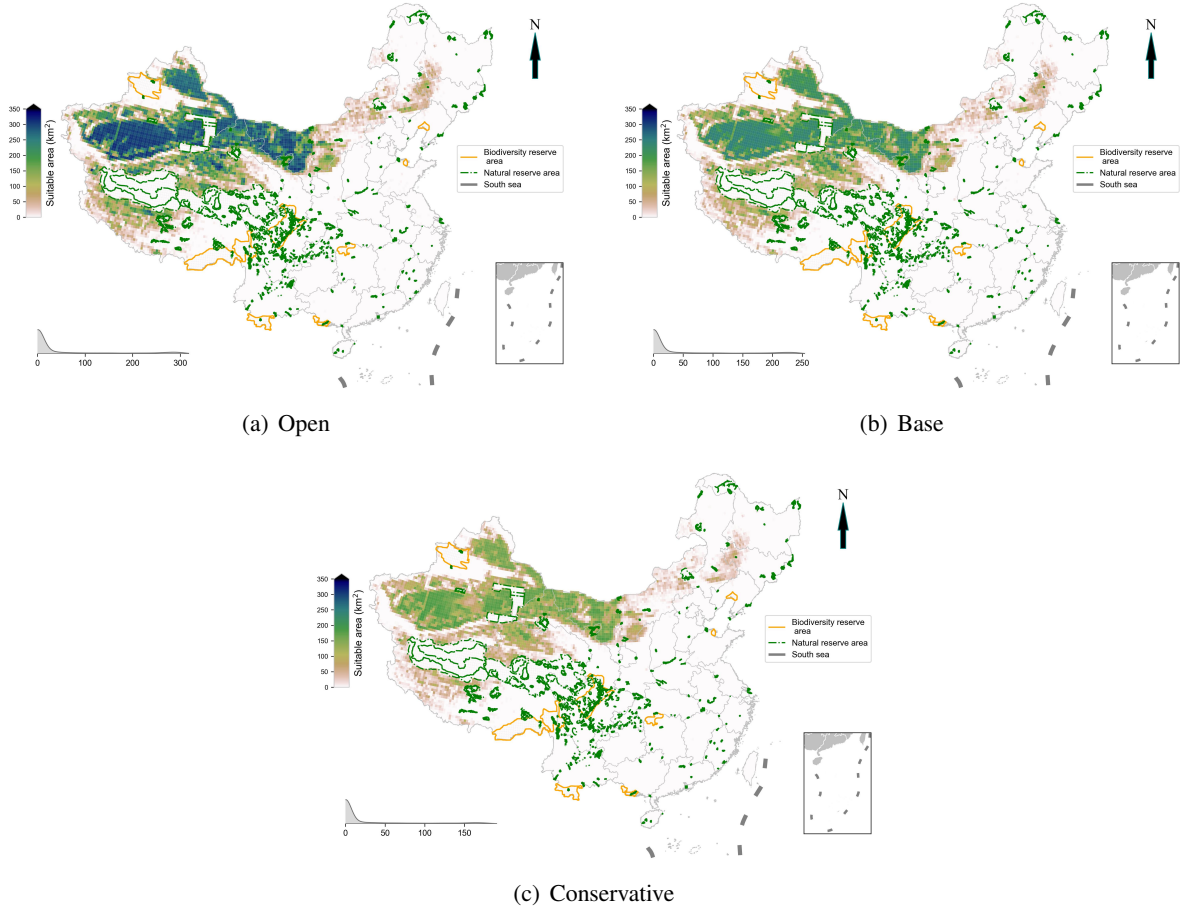 N
350
300
250
200
150
100
50
0
Suitable area (km²)
Biodiversity reserve
area
Natural reserve area
South sea
0 100 200 300
(a) Open
N
350
300
250
200
150
100
50
0
Suitable area (km²)
Biodiversity reserve
area
Natural reserve area
South sea
0 50 100 150 200 250
(b) Base
N
350
300
250
200
150
100
50
0
Suitable area (km²)
Biodiversity reserve
area
Natural reserve area
South sea
0 50 100 150
(c) Conservative